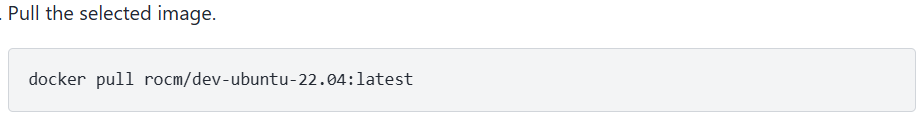 . Pull the selected image.
docker pull rocm/dev-ubuntu-22.04:latest